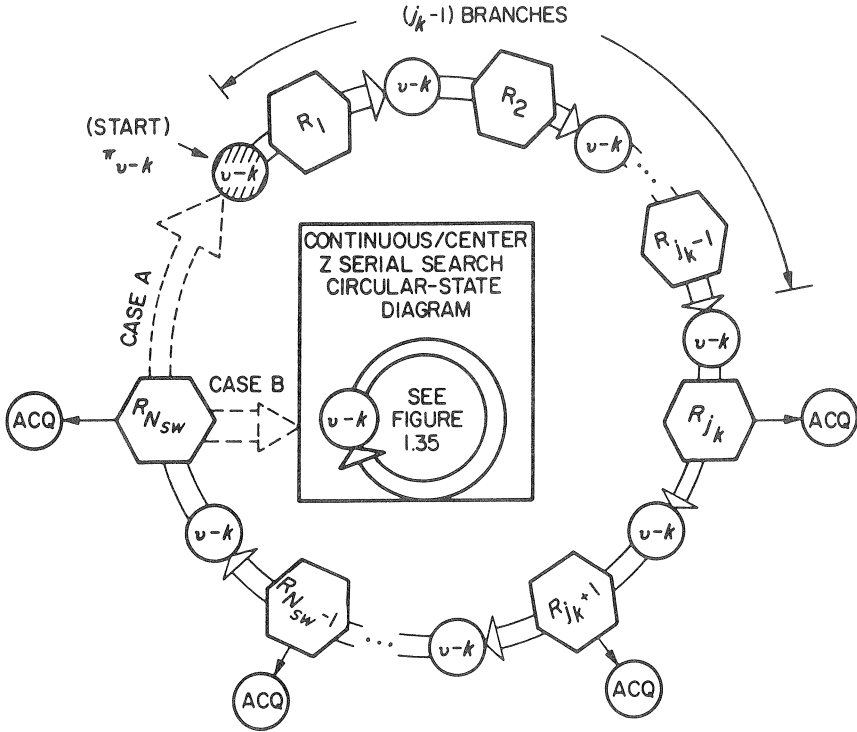 (j_k-1) BRANCHES
(START)
π_υ-k
υ-k
R_1
υ-k
R_2
υ-k
R_j_k-1
υ-k
CONTINUOUS/CENTER
Z SERIAL SEARCH
CIRCULAR-STATE
DIAGRAM
υ-k
SEE
FIGURE
1.35
CASE A
CASE B
ACQ
R_N_SW
R_j_k
ACQ
υ-k
υ-k
R_N_SW-1
υ-k
R_j_k+1
ACQ
ACQ